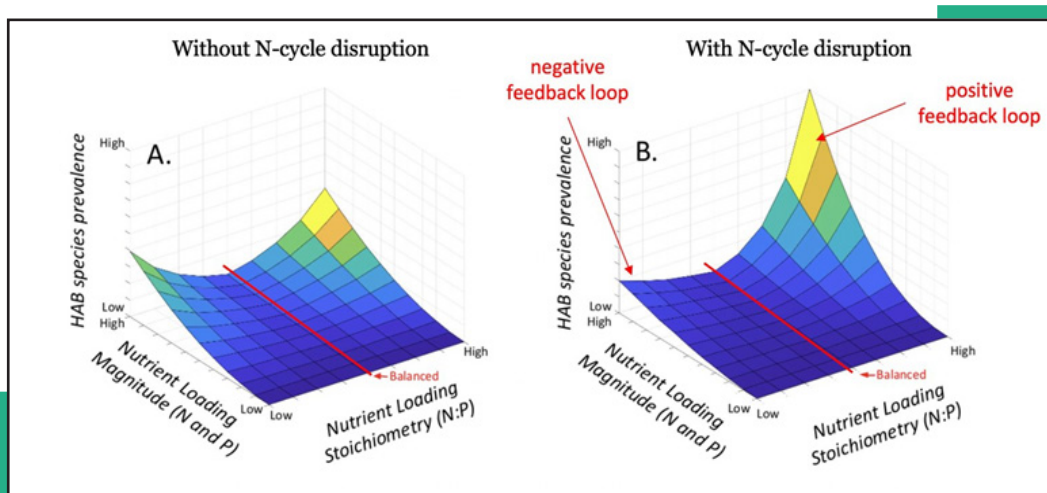 Without N-cycle disruption
A.
HAB species prevalence
High
Low
High
Nutrient Loading
Magnitude (N and P)
Low
Low
Balanced
High
Nutrient Loading
Stoichiometry (N:P)
With N-cycle disruption
negative
feedback loop
positive
feedback loop
B.
HAB species prevalence
High
Low
High
Nutrient Loading
Magnitude (N and P)
Low
Low
Balanced
High
Nutrient Loading
Stoichiometry (N:P)